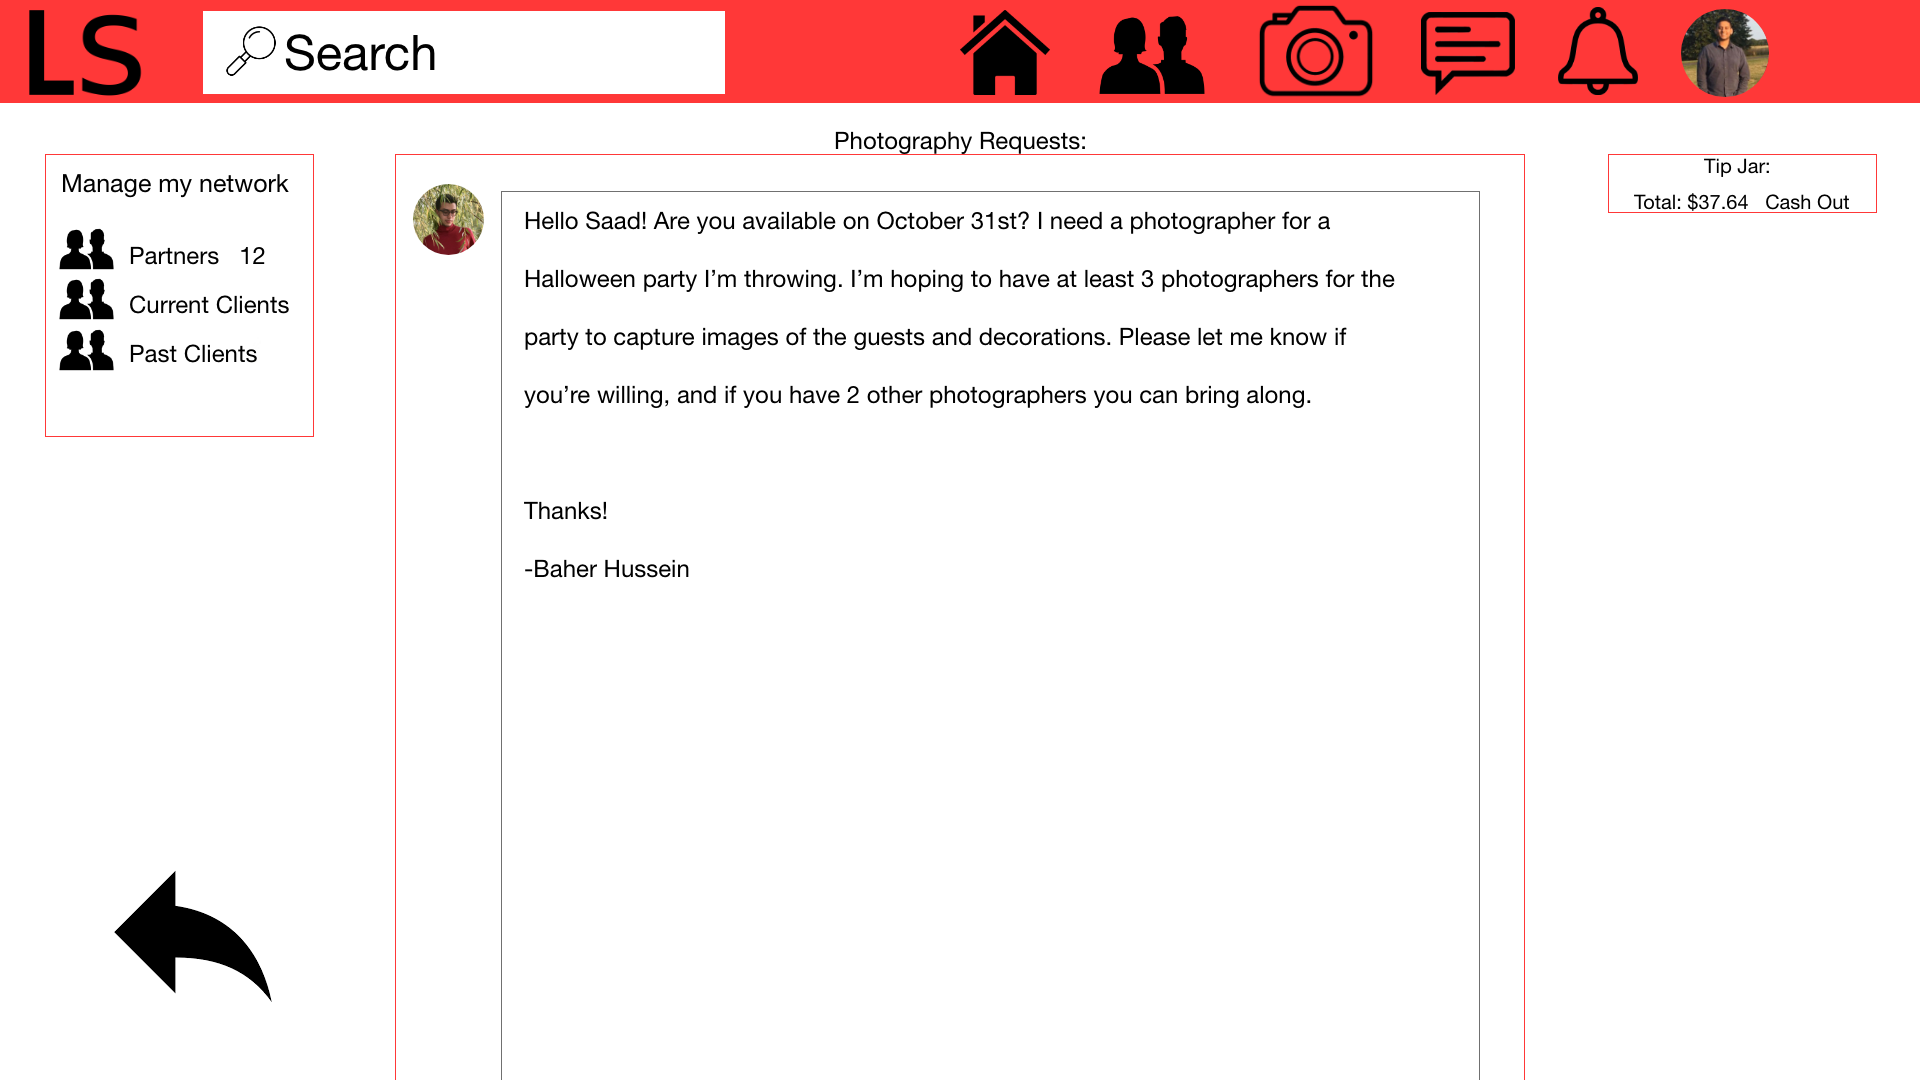 LS
Search
Photography Requests:
Manage my network
Partners 12
Current Clients
Past Clients
Hello Saad! Are you available on October 31st? I need a photographer for a
Halloween party I’m throwing. I’m hoping to have at least 3 photographers for the
party to capture images of the guests and decorations. Please let me know if
you’re willing, and if you have 2 other photographers you can bring along.
Thanks!
-Baher Hussein
Tip Jar:
Total: $37.64 Cash Out